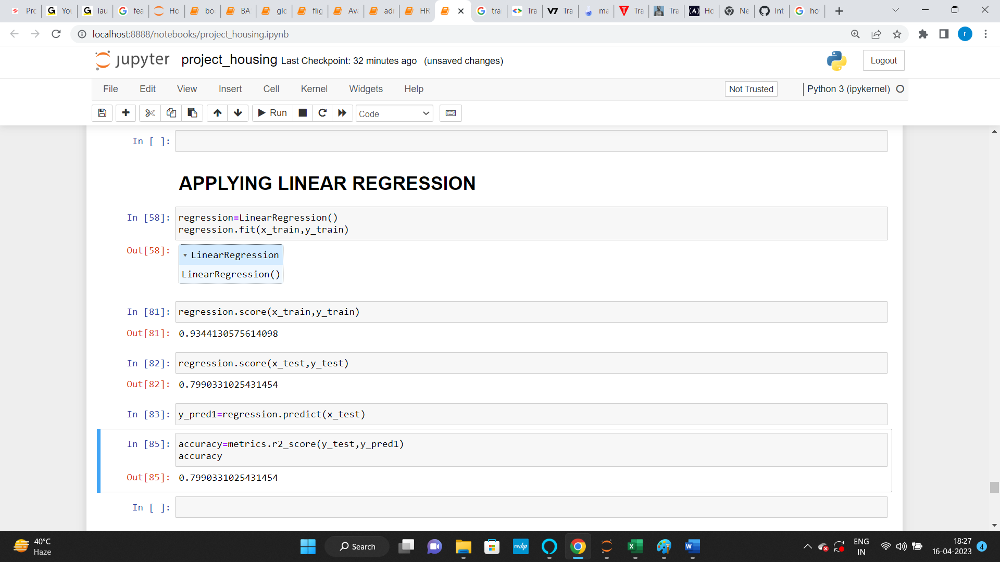 Pro
You
lau
fea
Ho
bo
BA
glo
flig
Ava
ad
HR
tra
Tra
V7 Tra
ma
Tra
Tra
Ho
Ne
Int
ho
localhost:8888/notebooks/project_housing.ipynb
r
jupyter project_housing Last Checkpoint: 32 minutes ago (unsaved changes)
Logout
File Edit View Insert Cell Kernel Widgets Help
Not Trusted Python 3 (ipykernel)
Run Code
In [ ]:
APPLYING LINEAR REGRESSION
In [58]: regression=LinearRegression()
regression.fit(x_train,y_train)
Out[58]: LinearRegression
LinearRegression()
In [81]: regression.score(x_train,y_train)
Out[81]: 0.9344130575614098
In [82]: regression.score(x_test,y_test)
Out[82]: 0.7990331025431454
In [83]: y_pred1=regression.predict(x_test)
In [85]: accuracy=metrics.r2_score(y_test,y_pred1)
accuracy
Out[85]: 0.7990331025431454
In [ ]:
40°C
Haze
Search
myhp
ENG
IN
18:27
16-04-2023
4